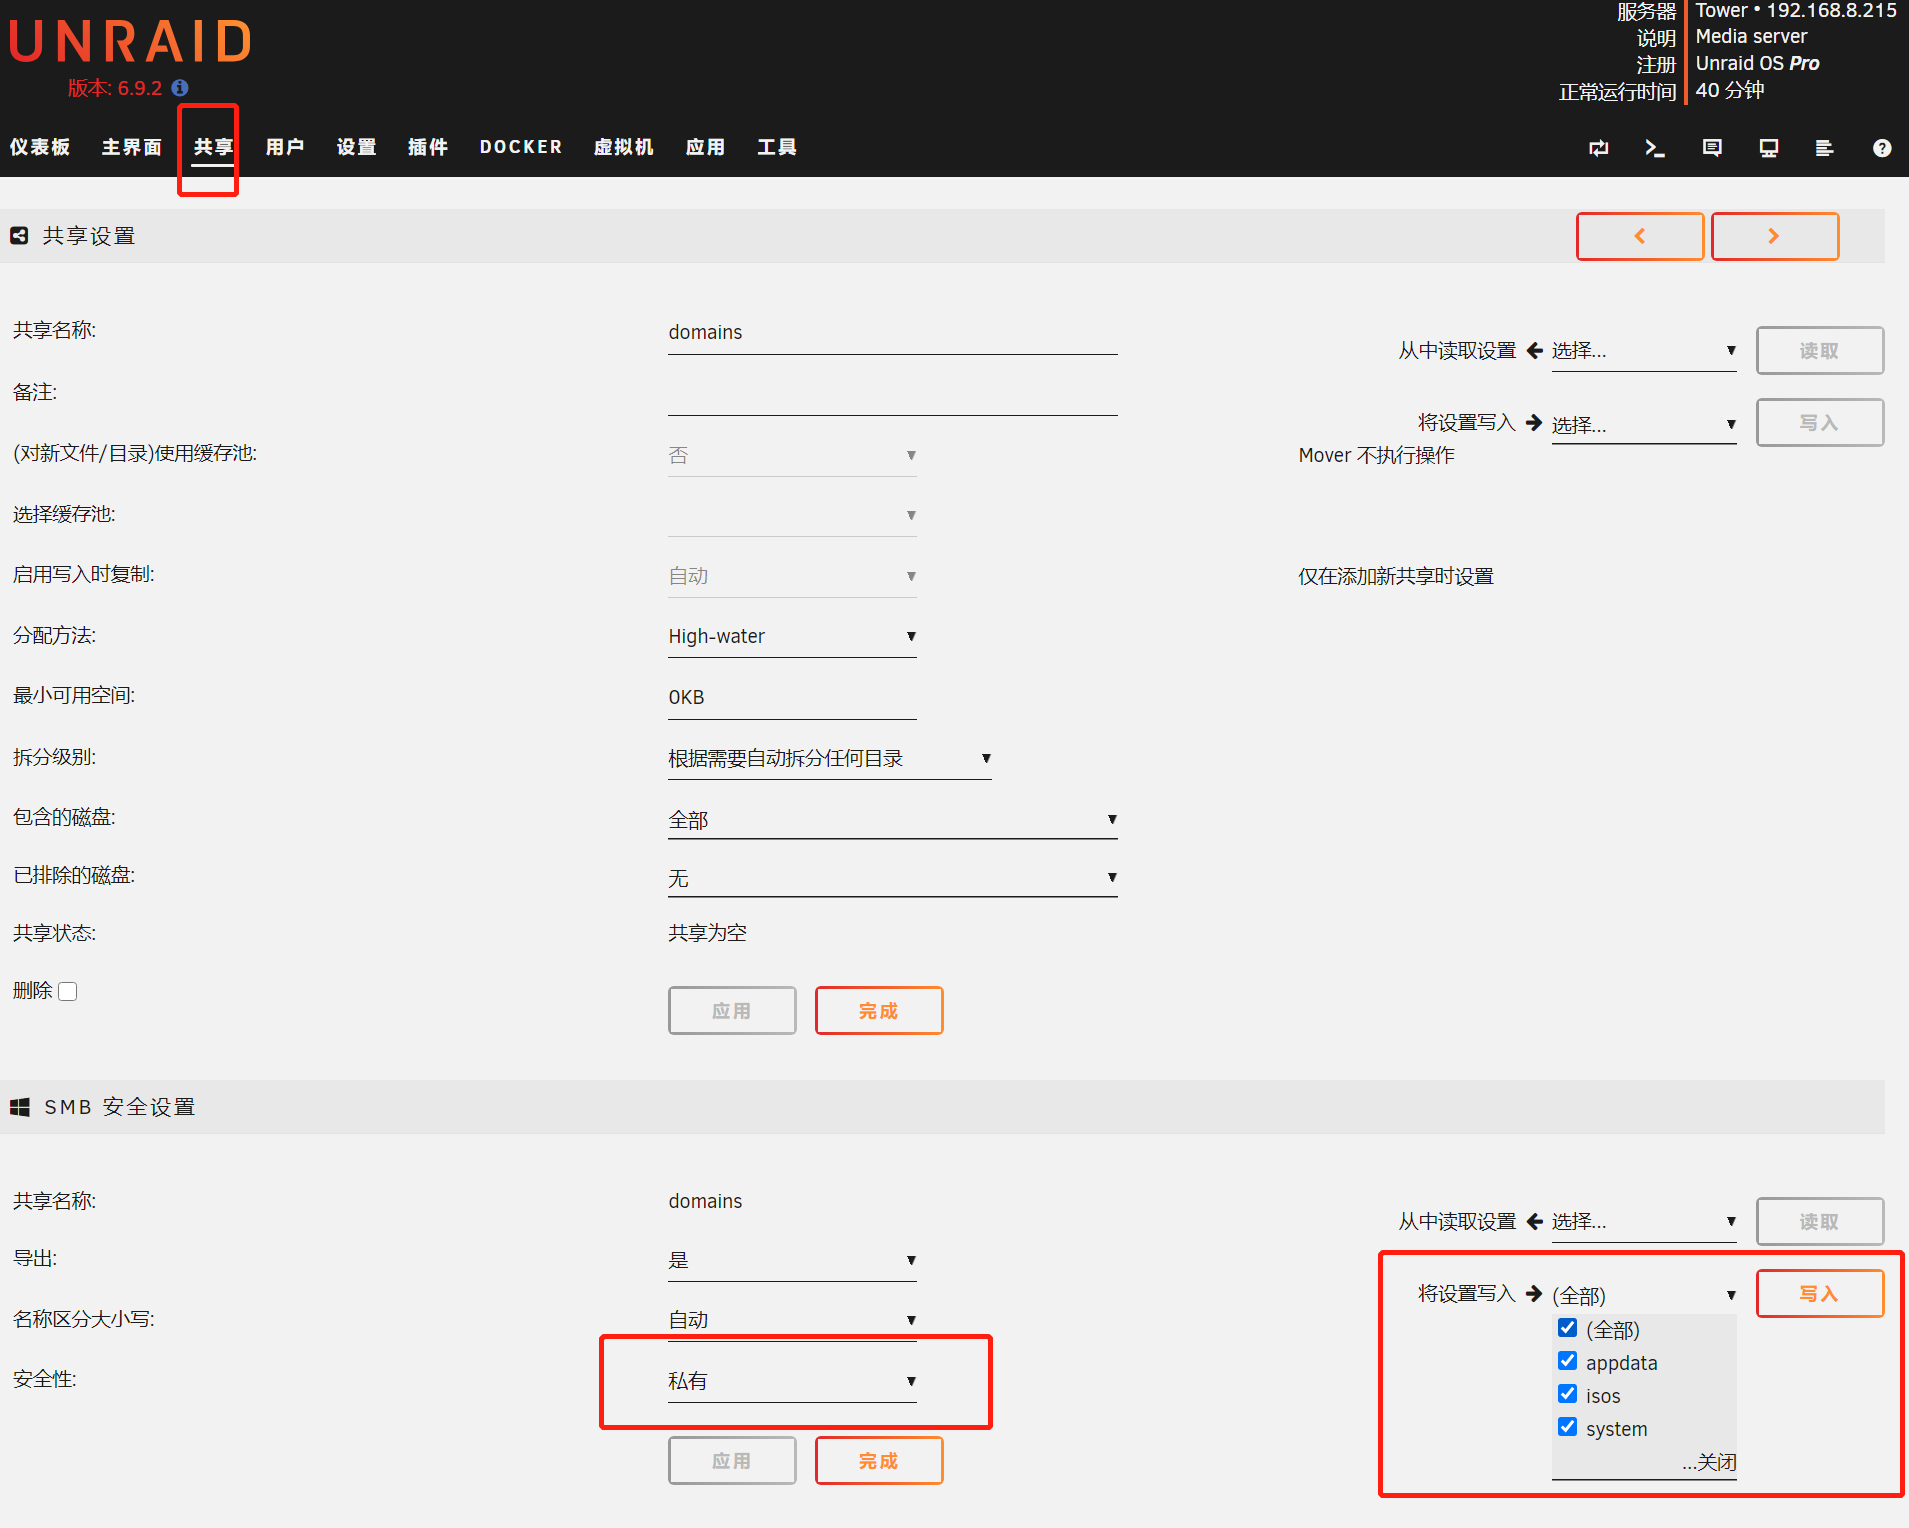 UNRAID
版本: 6.9.2
服务器 Tower • 192.168.8.215
说明 Media server
注册 Unraid OS Pro
正常运行时间 40 分钟
仪表板 主界面 共享 用户 设置 插件 DOCKER 虚拟机 应用 工具
共享设置
共享名称: domains 从中读取设置 选择... 读取
备注: 将设置写入 选择... 写入
(对新文件/目录)使用缓存池: 否 Mover 不执行操作
选择缓存池:
启用写入时复制: 自动 仅在添加新共享时设置
分配方法: High-water
最小可用空间: 0KB
拆分级别: 根据需要自动拆分任何目录
包含的磁盘: 全部
已排除的磁盘: 无
共享状态: 共享为空
删除 应用 完成
SMB 安全设置
共享名称: domains 从中读取设置 选择... 读取
导出: 是 将设置写入 (全部) 写入
名称区分大小写: 自动 (全部)
appdata
安全性: 私有 isos
system
应用 完成 ...关闭